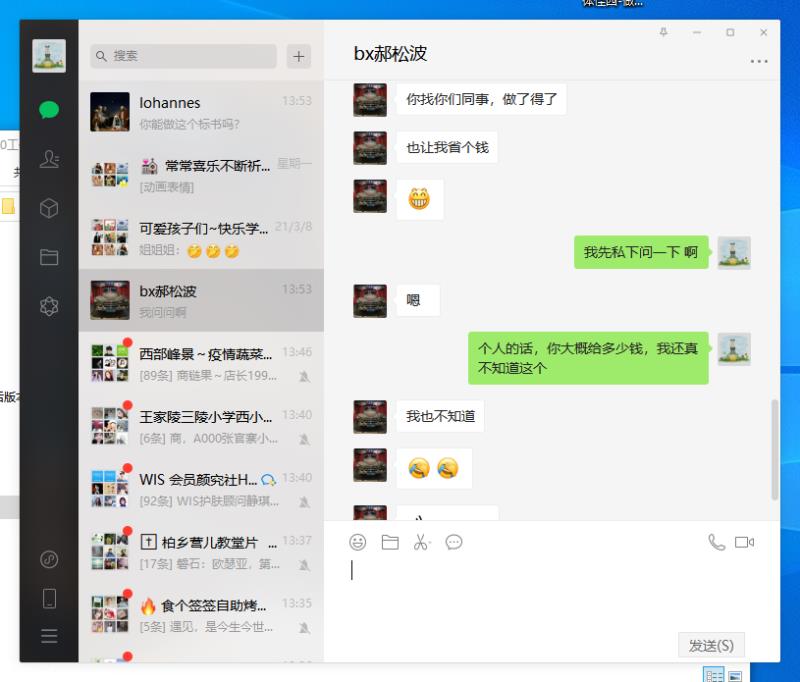 搜索
Iohannes
13:53
你能做这个标书吗?
常常喜乐不断祈...
星期一
[动画表情]
可爱孩子们~快乐学...
21/3/8
姐姐姐:
bx郝松波
13:53
我问问啊
西部峰景～疫情蔬菜...
13:46
[89条] 商链果～店长199...
王家陵三陵小学西小...
13:40
[6条] 商，A000张官寨小...
WIS 会员颜究社H...
13:40
[92条] WIS护肤顾问静琪...
柏乡营儿教堂片 ...
13:37
[17条] 磐石：欧瑟亚，第...
食个签签自助烤...
13:35
[5条] 遇见，是今生今世...
bx郝松波
你找你们同事，做了得了
也让我省个钱
我先私下问一下 啊
嗯
个人的话，你大概给多少钱，我还真
不知道这个
我也不知道
发送(S)